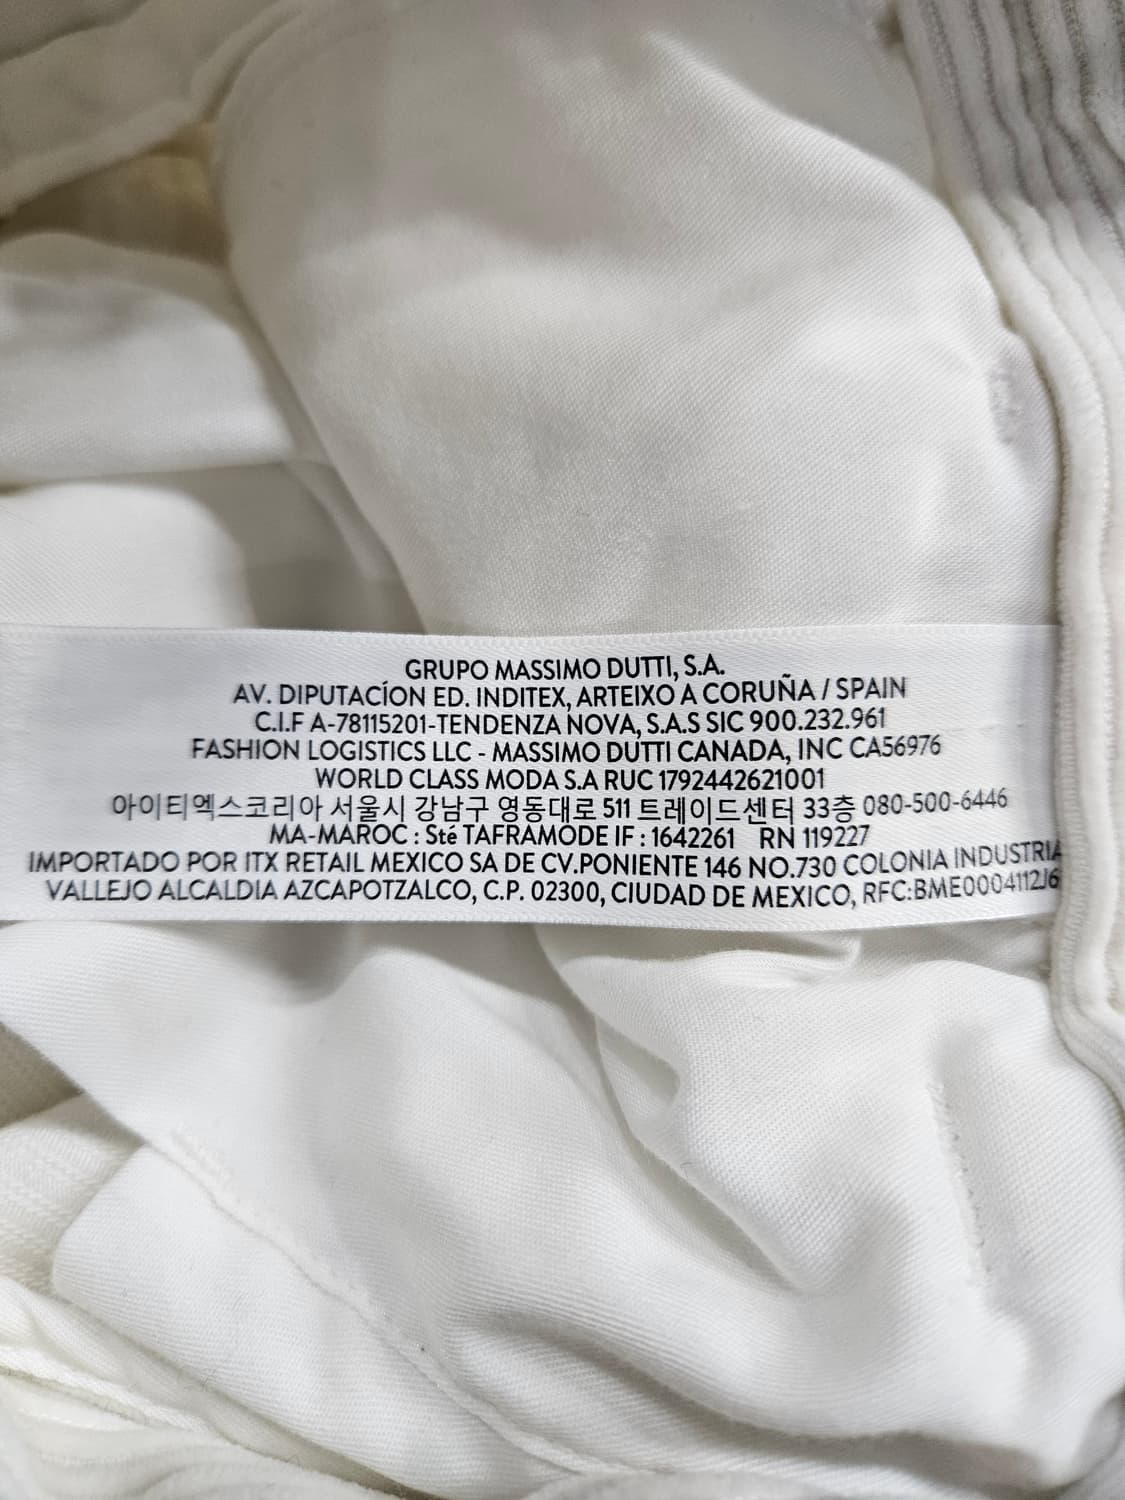 GRUPO MASSIMO DUTTI, S.A.
AV. DIPUTACÍON ED. INDITEX, ARTEIXO A CORUÑA / SPAIN
C.I.F A-78115201-TENDENZA NOVA, S.A.S SIC 900.232.961
FASHION LOGISTICS LLC - MASSIMO DUTTI CANADA, INC CA56976
WORLD CLASS MODA S.A RUC 1792442621001
아이티엑스코리아 서울시 강남구 영동대로 511 트레이드센터 33층 080-500-6446
MA-MAROC : Sté TAFRAMODE IF : 1642261 RN 119227
IMPORTADO POR ITX RETAIL MEXICO SA DE CV.PONIENTE 146 NO.730 COLONIA INDUSTRIA
VALLEJO ALCALDIA AZCAPOTZALCO, C.P. 02300, CIUDAD DE MEXICO, RFC:BME0004112J6